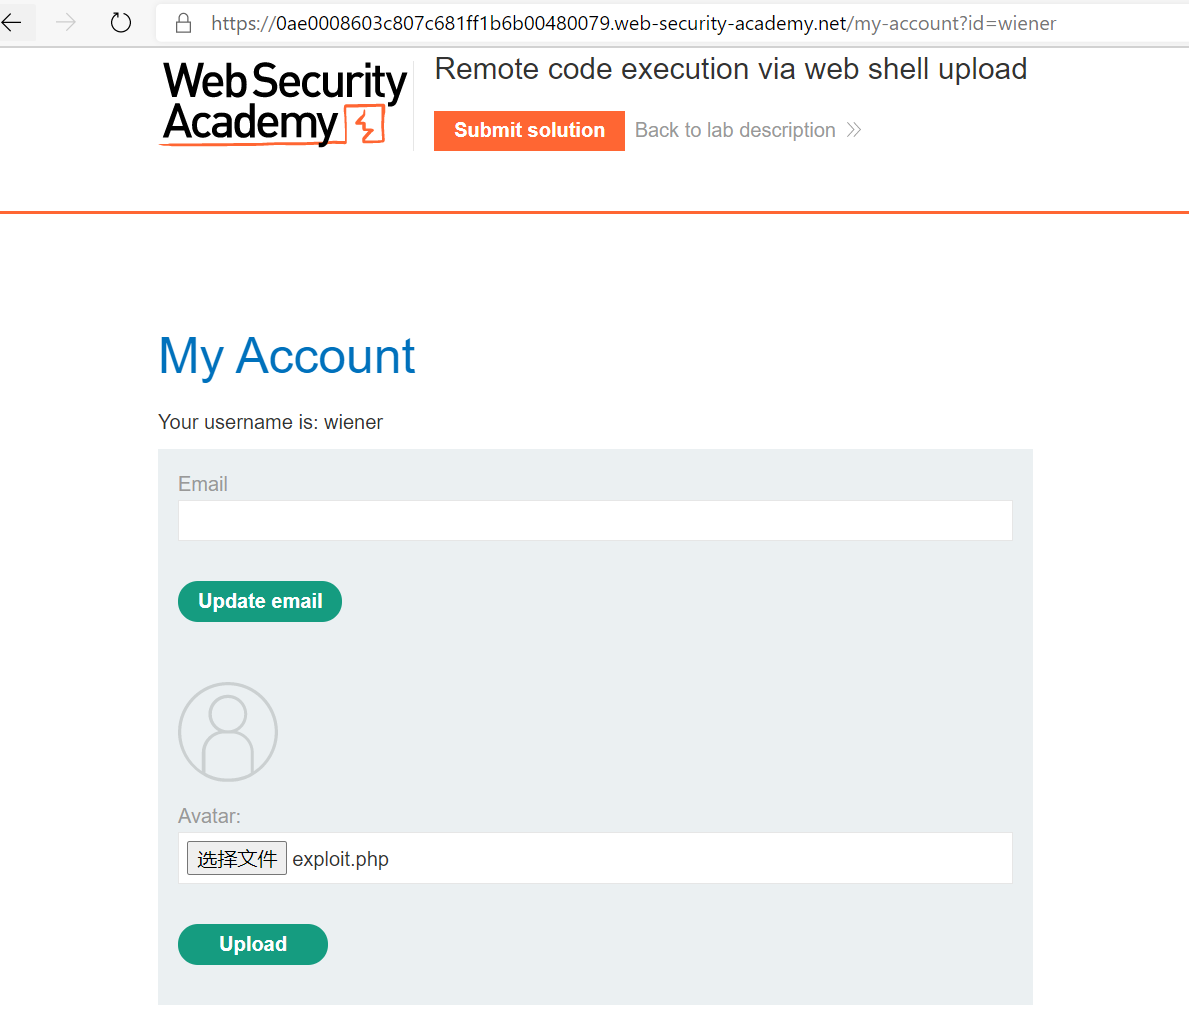 https://0ae0008603c807c681ff1b6b00480079.web-security-academy.net/my-account?id=wiener
Web Security
Academy
Remote code execution via web shell upload
Submit solution
Back to lab description
My Account
Your username is: wiener
Email
Update email
Avatar:
选择文件 exploit.php
Upload